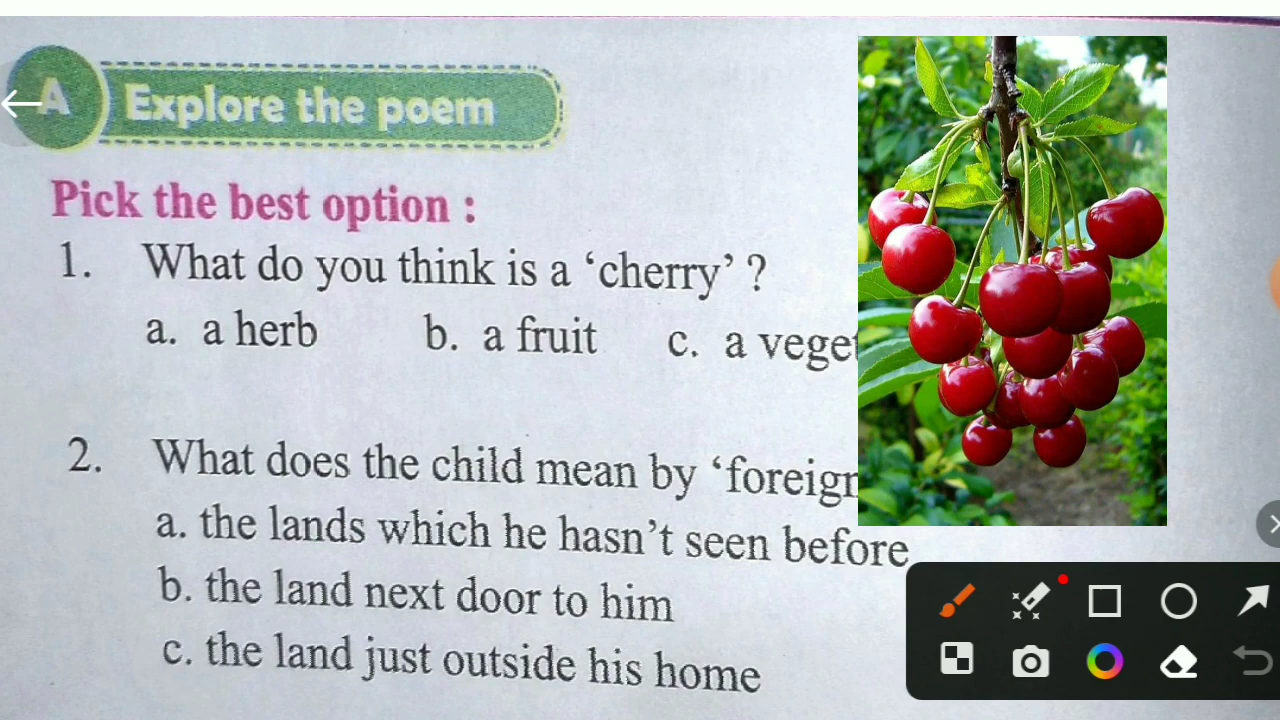 A Explore the poem
Pick the best option :
1. What do you think is a ‘cherry’ ?
a. a herb b. a fruit c. a
2. What does the child mean by
a. the lands which he hasn’t seen before
b. the land next door to him
c. the land just outside his home